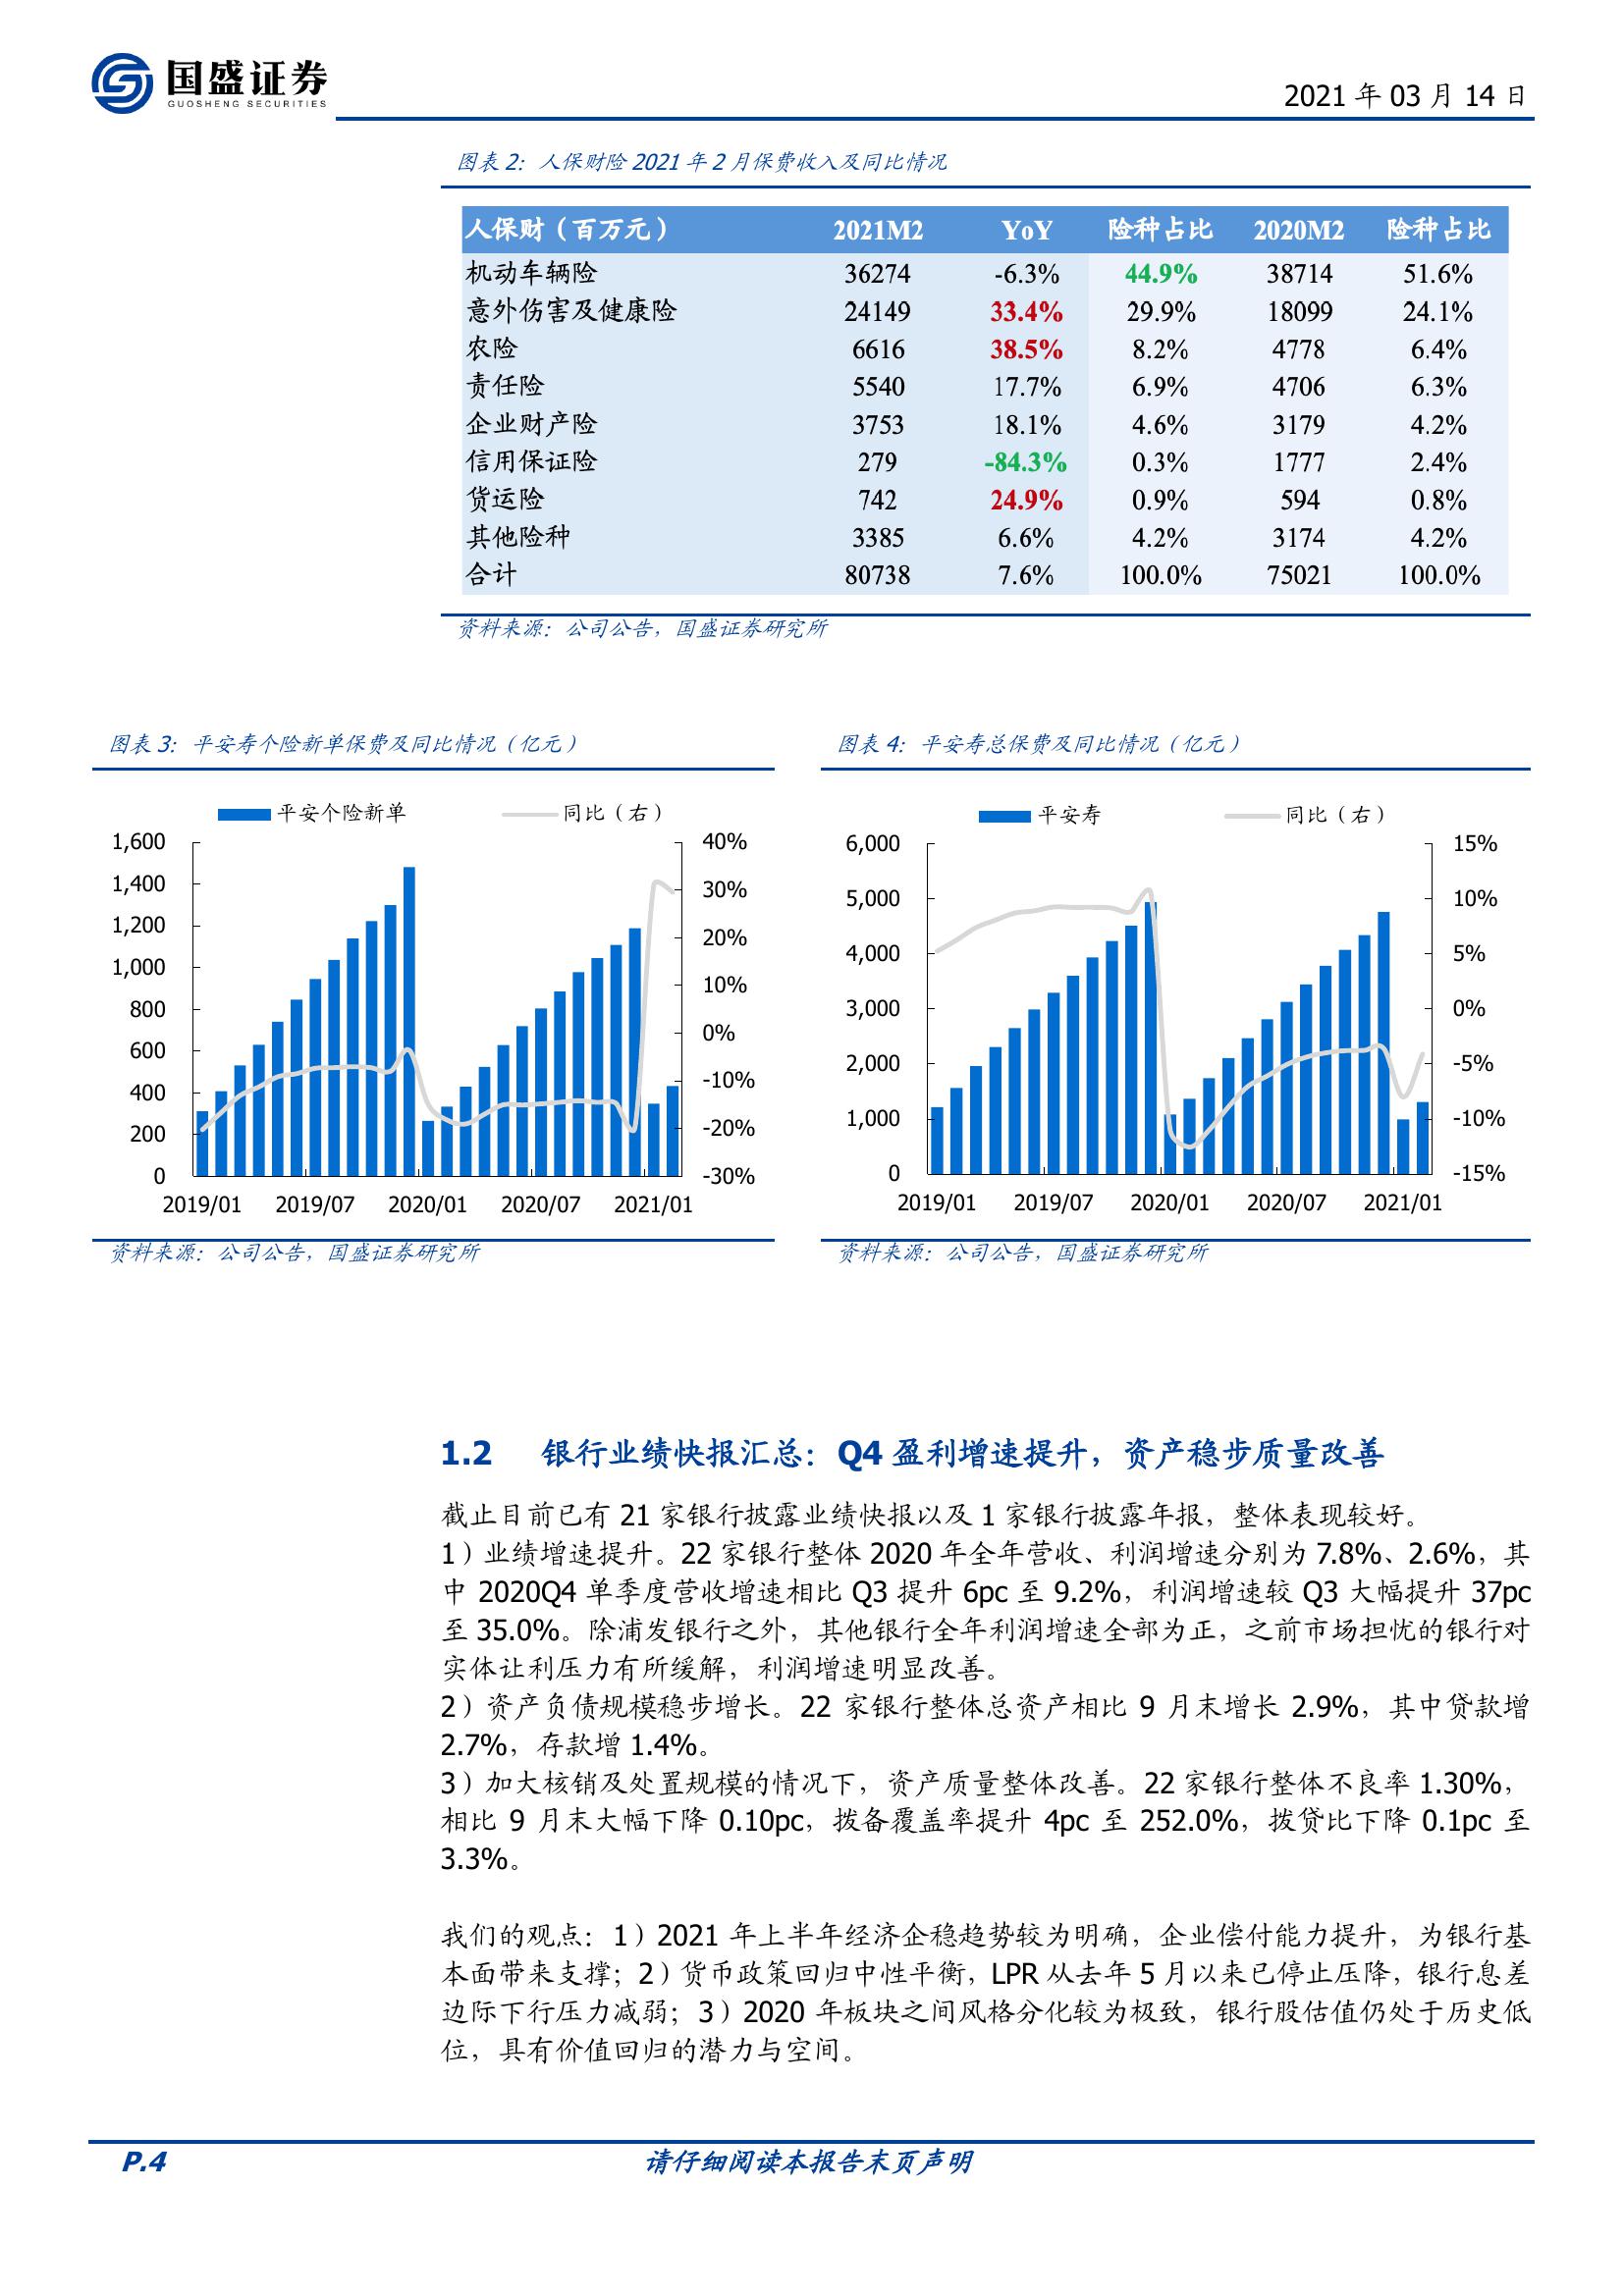 国盛证券
GUOSHENG SECURITIES
2021 年 03 月 14 日
图表 2：人保财险 2021 年 2 月保费收入及同比情况
人保财（百万元） 2021M2 YoY 险种占比 2020M2 险种占比
机动车辆险 36274 -6.3% 44.9% 38714 51.6%
意外伤害及健康险 24149 33.4% 29.9% 18099 24.1%
农险 6616 38.5% 8.2% 4778 6.4%
责任险 5540 17.7% 6.9% 4706 6.3%
企业财产险 3753 18.1% 4.6% 3179 4.2%
信用保证险 279 -84.3% 0.3% 1777 2.4%
货运险 742 24.9% 0.9% 594 0.8%
其他险种 3385 6.6% 4.2% 3174 4.2%
合计 80738 7.6% 100.0% 75021 100.0%
资料来源：公司公告，国盛证券研究所
图表 3：平安寿个险新单保费及同比情况（亿元）
平安个险新单 同比（右）
1,600 40%
1,400 30%
1,200 20%
1,000 10%
800 0%
600 -10%
400 -20%
200 -30%
0
2019/01 2019/07 2020/01 2020/07 2021/01
资料来源：公司公告，国盛证券研究所
图表 4：平安寿总保费及同比情况（亿元）
平安寿 同比（右）
6,000 15%
5,000 10%
4,000 5%
3,000 0%
2,000 -5%
1,000 -10%
0 -15%
2019/01 2019/07 2020/01 2020/07 2021/01
资料来源：公司公告，国盛证券研究所
1.2 银行业绩快报汇总：Q4 盈利增速提升，资产稳步质量改善
截止目前已有 21 家银行披露业绩快报以及 1 家银行披露年报，整体表现较好。
1）业绩增速提升。22 家银行整体 2020 年全年营收、利润增速分别为 7.8%、2.6%，其
中 2020Q4 单季度营收增速相比 Q3 提升 6pc 至 9.2%，利润增速较 Q3 大幅提升 37pc
至 35.0%。除浦发银行之外，其他银行全年利润增速全部为正，之前市场担忧的银行对
实体让利压力有所缓解，利润增速明显改善。
2）资产负债规模稳步增长。22 家银行整体总资产相比 9 月末增长 2.9%，其中贷款增
2.7%，存款增 1.4%。
3）加大核销及处置规模的情况下，资产质量整体改善。22 家银行整体不良率 1.30%，
相比 9 月末大幅下降 0.10pc，拨备覆盖率提升 4pc 至 252.0%，拨贷比下降 0.1pc 至
3.3%。
我们的观点：1）2021 年上半年经济企稳趋势较为明确，企业偿付能力提升，为银行基
本面带来支撑；2）货币政策回归中性平衡，LPR 从去年 5 月以来已停止压降，银行息差
边际下行压力减弱；3）2020 年板块之间风格分化较为极致，银行股估值仍处于历史低
位，具有价值回归的潜力与空间。
P.4 请仔细阅读本报告末页声明